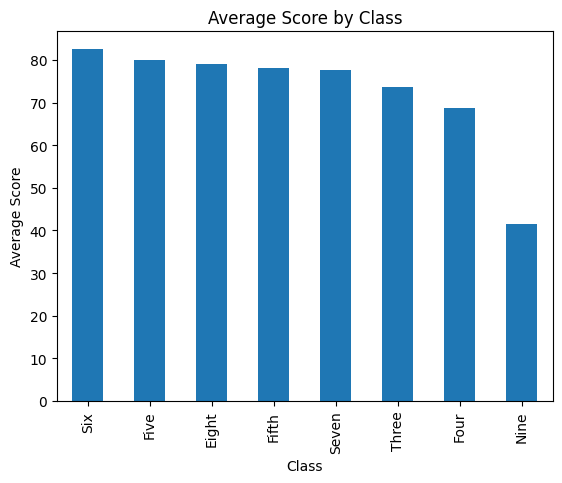 Average Score by Class
Average Score
80
70
60
50
40
30
20
10
0
Six
Five
Eight
Fifth
Seven
Three
Four
Nine
Class